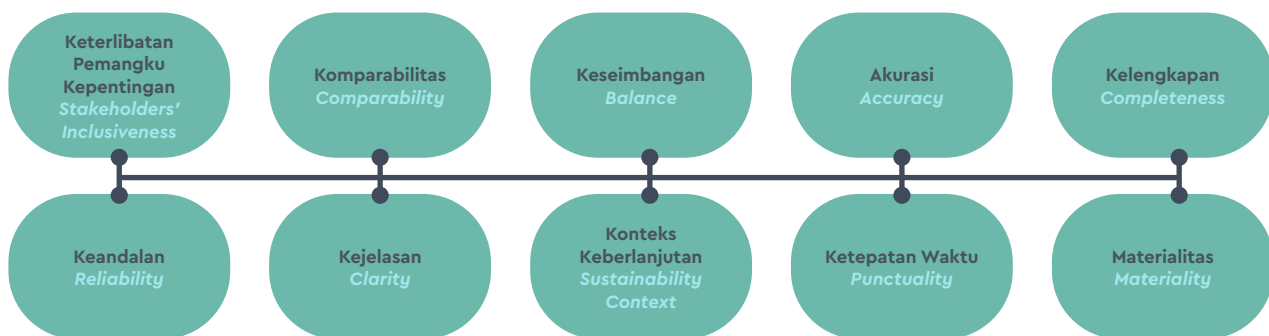 Keterlibatan
Pemangku
Kepentingan
Stakeholders'
Inclusiveness
Komparabilitas
Comparability
Keseimbangan
Balance
Akurasi
Accuracy
Kelengkapan
Completeness
Keandalan
Reliability
Kejelasan
Clarity
Konteks
Keberlanjutan
Sustainability
Context
Ketepatan Waktu
Punctuality
Materialitas
Materiality